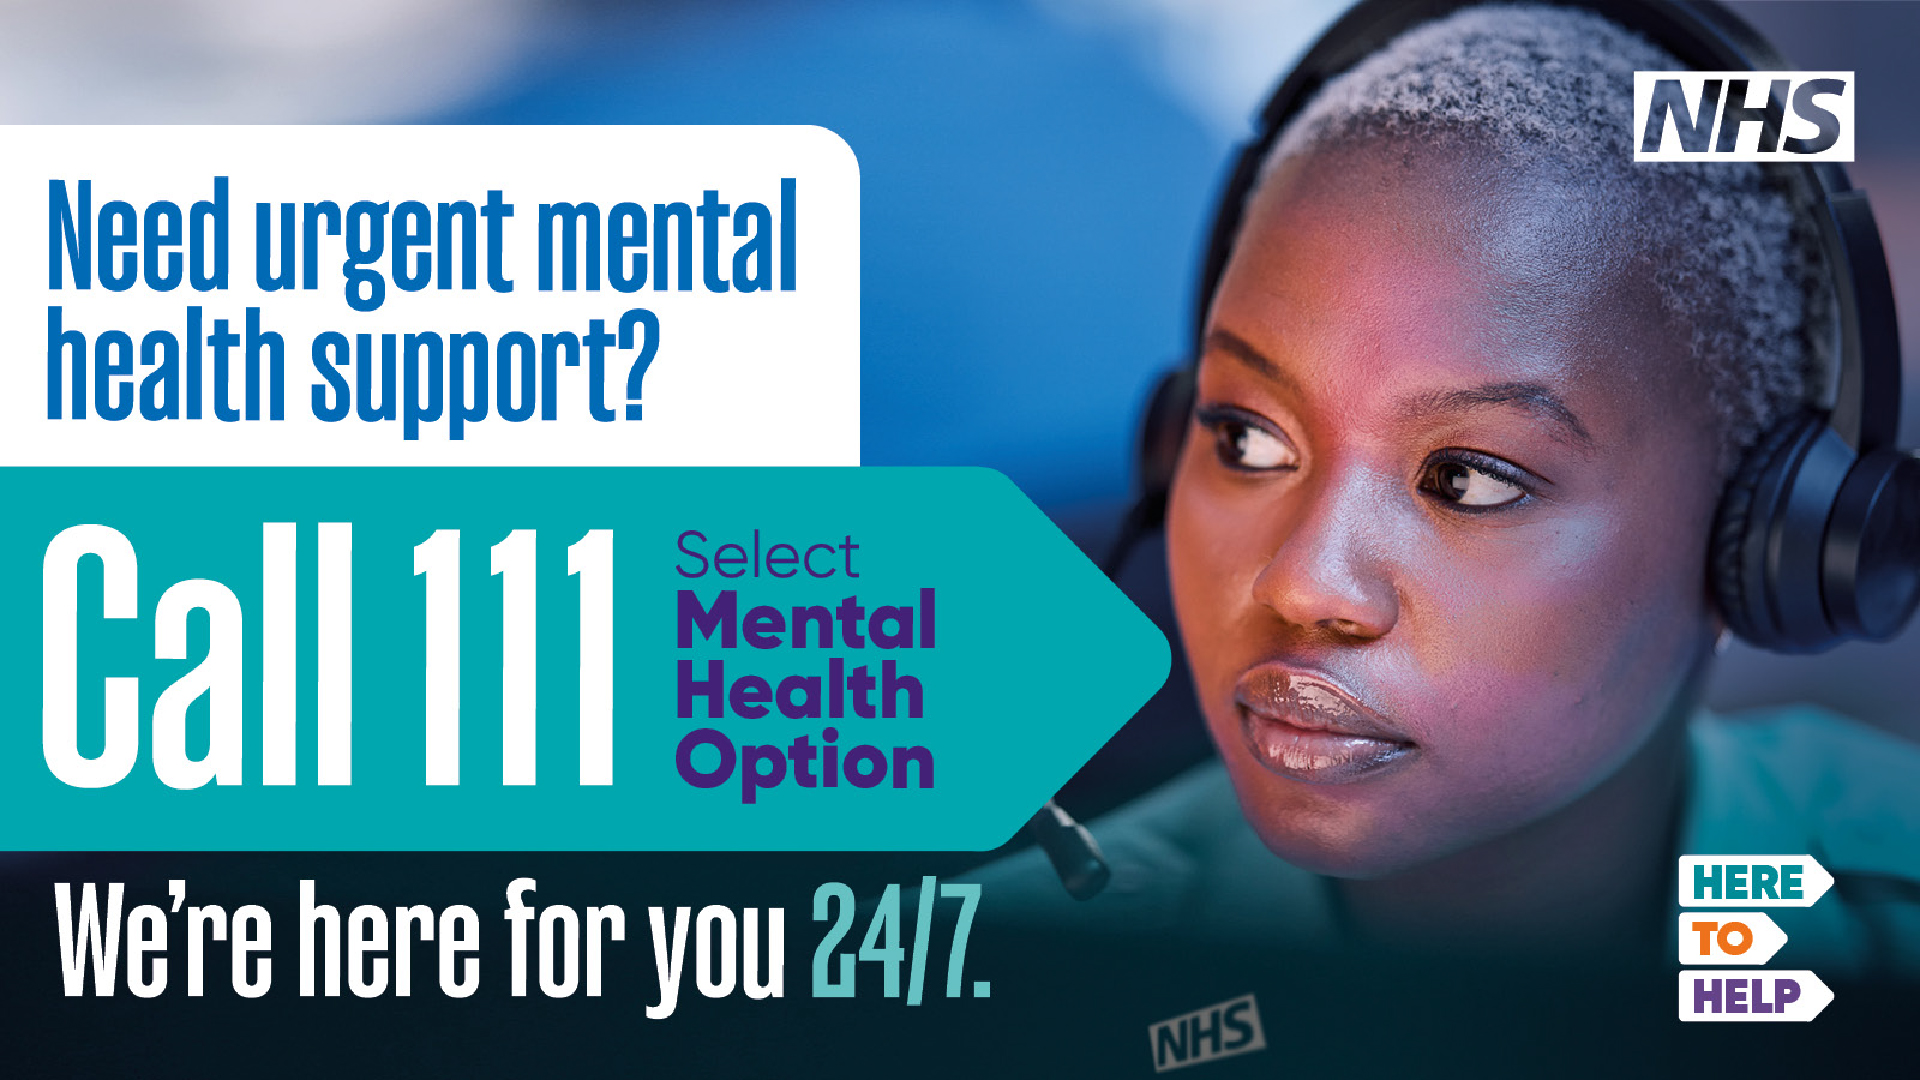 NHS
Need urgent mental
health support?
Call 111
Select
Mental
Health
Option
We're here for you 24/7.
HERE
TO
HELP
NHS